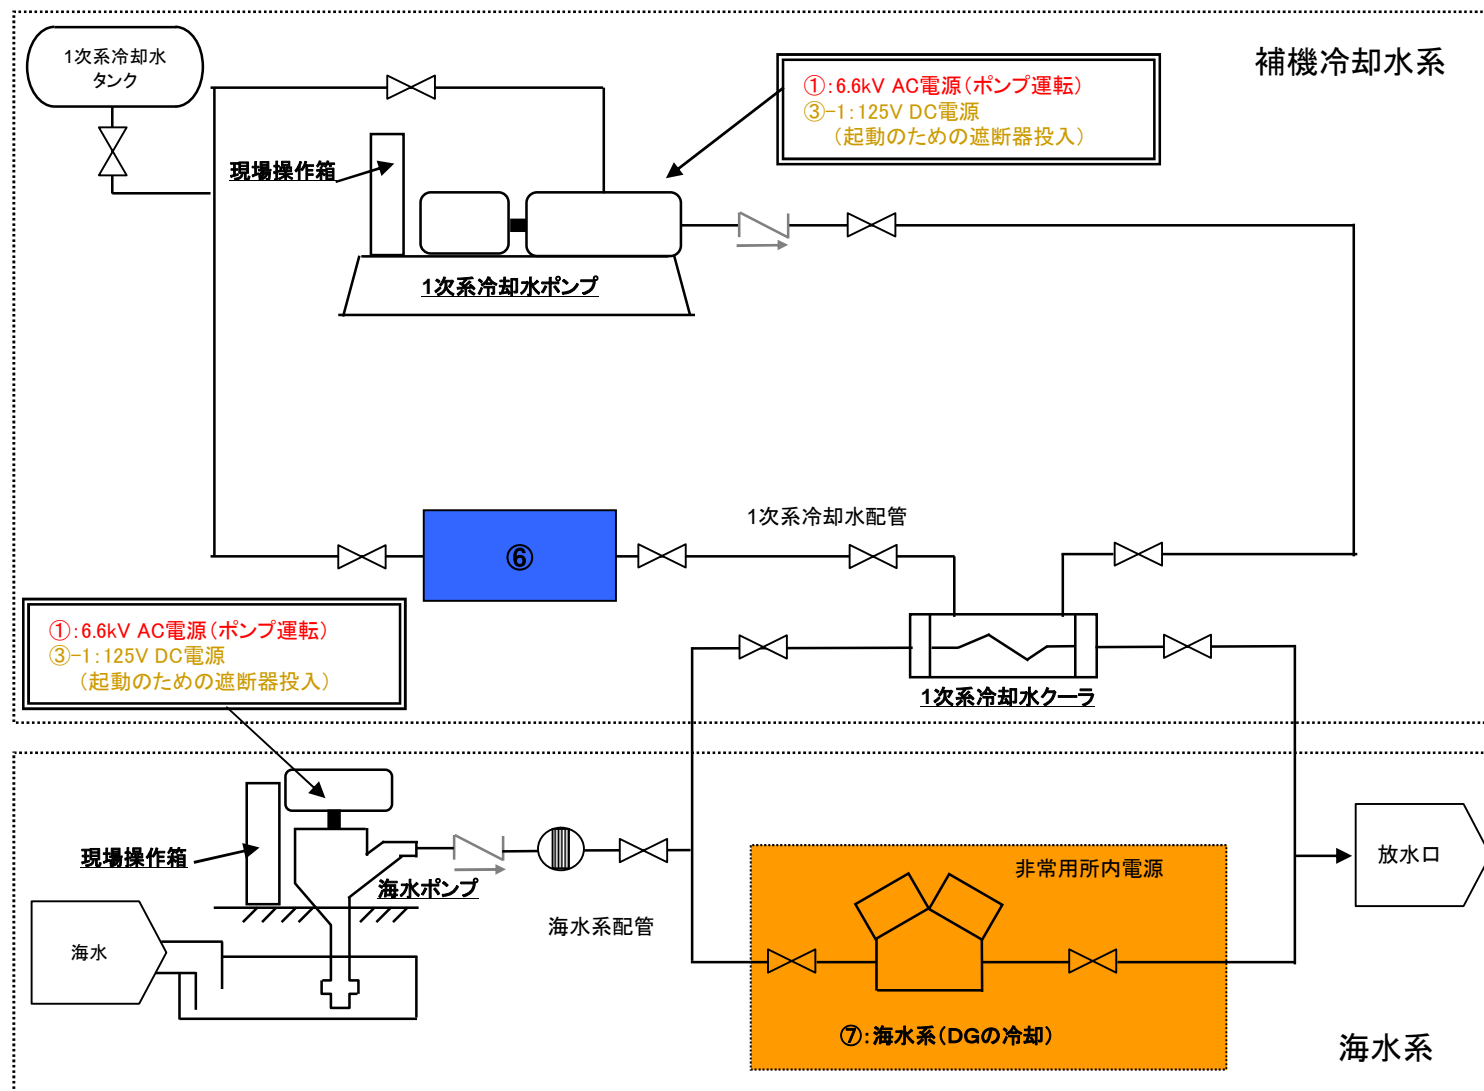 補機冷却水系
1次系冷却水
タンク
①:6.6kV AC電源(ポンプ運転)
③-1:125V DC電源
(起動のための遮断器投入)
現場操作箱
1次系冷却水ポンプ
1次系冷却水配管
⑥
①:6.6kV AC電源(ポンプ運転)
③-1:125V DC電源
(起動のための遮断器投入)
1次系冷却水クーラ
現場操作箱
海水ポンプ
海水系配管
海水
非常用所内電源
放水口
⑦:海水系(DGの冷却)
海水系